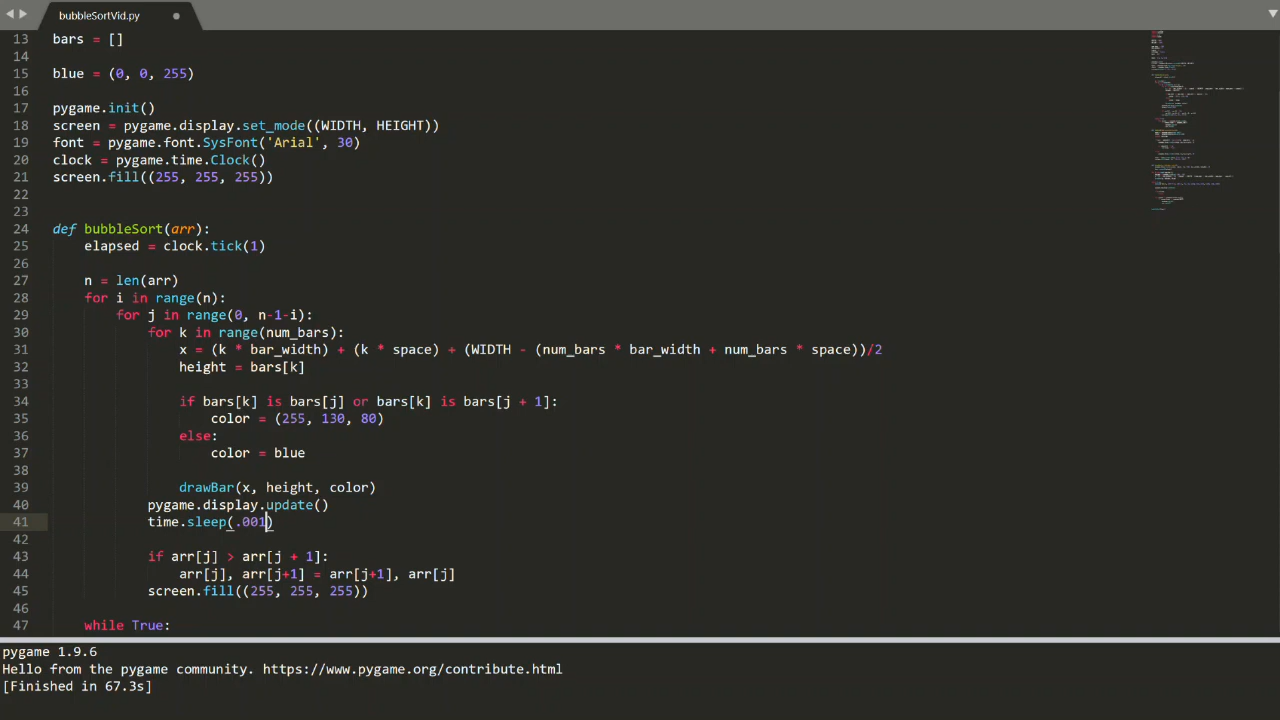 bubbleSortVid.py
13 bars = []
14
15 blue = (0, 0, 255)
16
17 pygame.init()
18 screen = pygame.display.set_mode((WIDTH, HEIGHT))
19 font = pygame.font.SysFont('Arial', 30)
20 clock = pygame.time.Clock()
21 screen.fill((255, 255, 255))
22
23
24 def bubbleSort(arr):
25     elapsed = clock.tick(1)
26
27     n = len(arr)
28     for i in range(n):
29         for j in range(0, n-1-i):
30             for k in range(num_bars):
31                 x = (k * bar_width) + (k * space) + (WIDTH - (num_bars * bar_width + num_bars * space))/2
32                 height = bars[k]
33
34                 if bars[k] is bars[j] or bars[k] is bars[j + 1]:
35                     color = (255, 130, 80)
36                 else:
37                     color = blue
38
39                 drawBar(x, height, color)
40             pygame.display.update()
41             time.sleep(.001)
42
43             if arr[j] > arr[j + 1]:
44                 arr[j], arr[j+1] = arr[j+1], arr[j]
45             screen.fill((255, 255, 255))
46
47     while True:
pygame 1.9.6
Hello from the pygame community. https://www.pygame.org/contribute.html
[Finished in 67.3s]